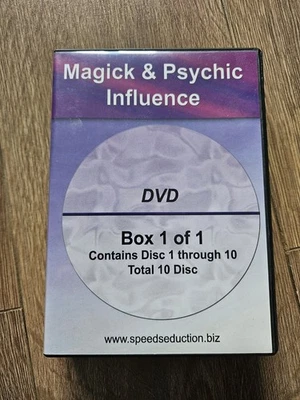 Magick & Psychic
Influence
DVD
Box 1 of 1
Contains Disc 1 through 10
Total 10 Disc
www.speedseduction.biz